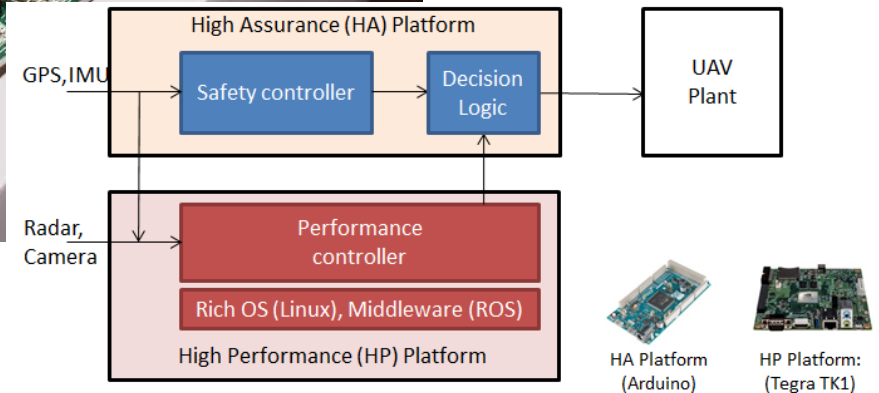 High Assurance (HA) Platform
GPS,IMU
Safety controller
Decision
Logic
UAV
Plant
Radar,
Camera
Performance
controller
Rich OS (Linux), Middleware (ROS)
High Performance (HP) Platform
HA Platform
(Arduino)
HP Platform:
(Tegra TK1)